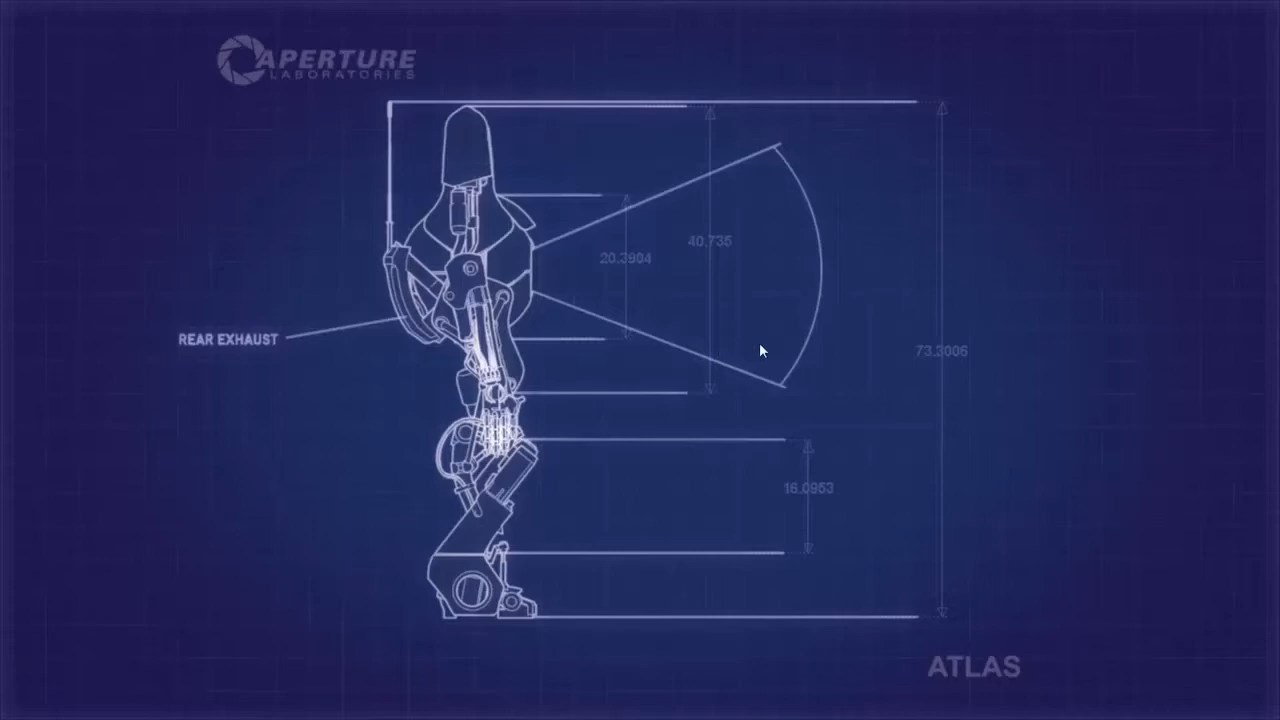 APERTURE
LABORATORIES
40.735
20.3904
REAR EXHAUST
73.3006
16.0953
ATLAS